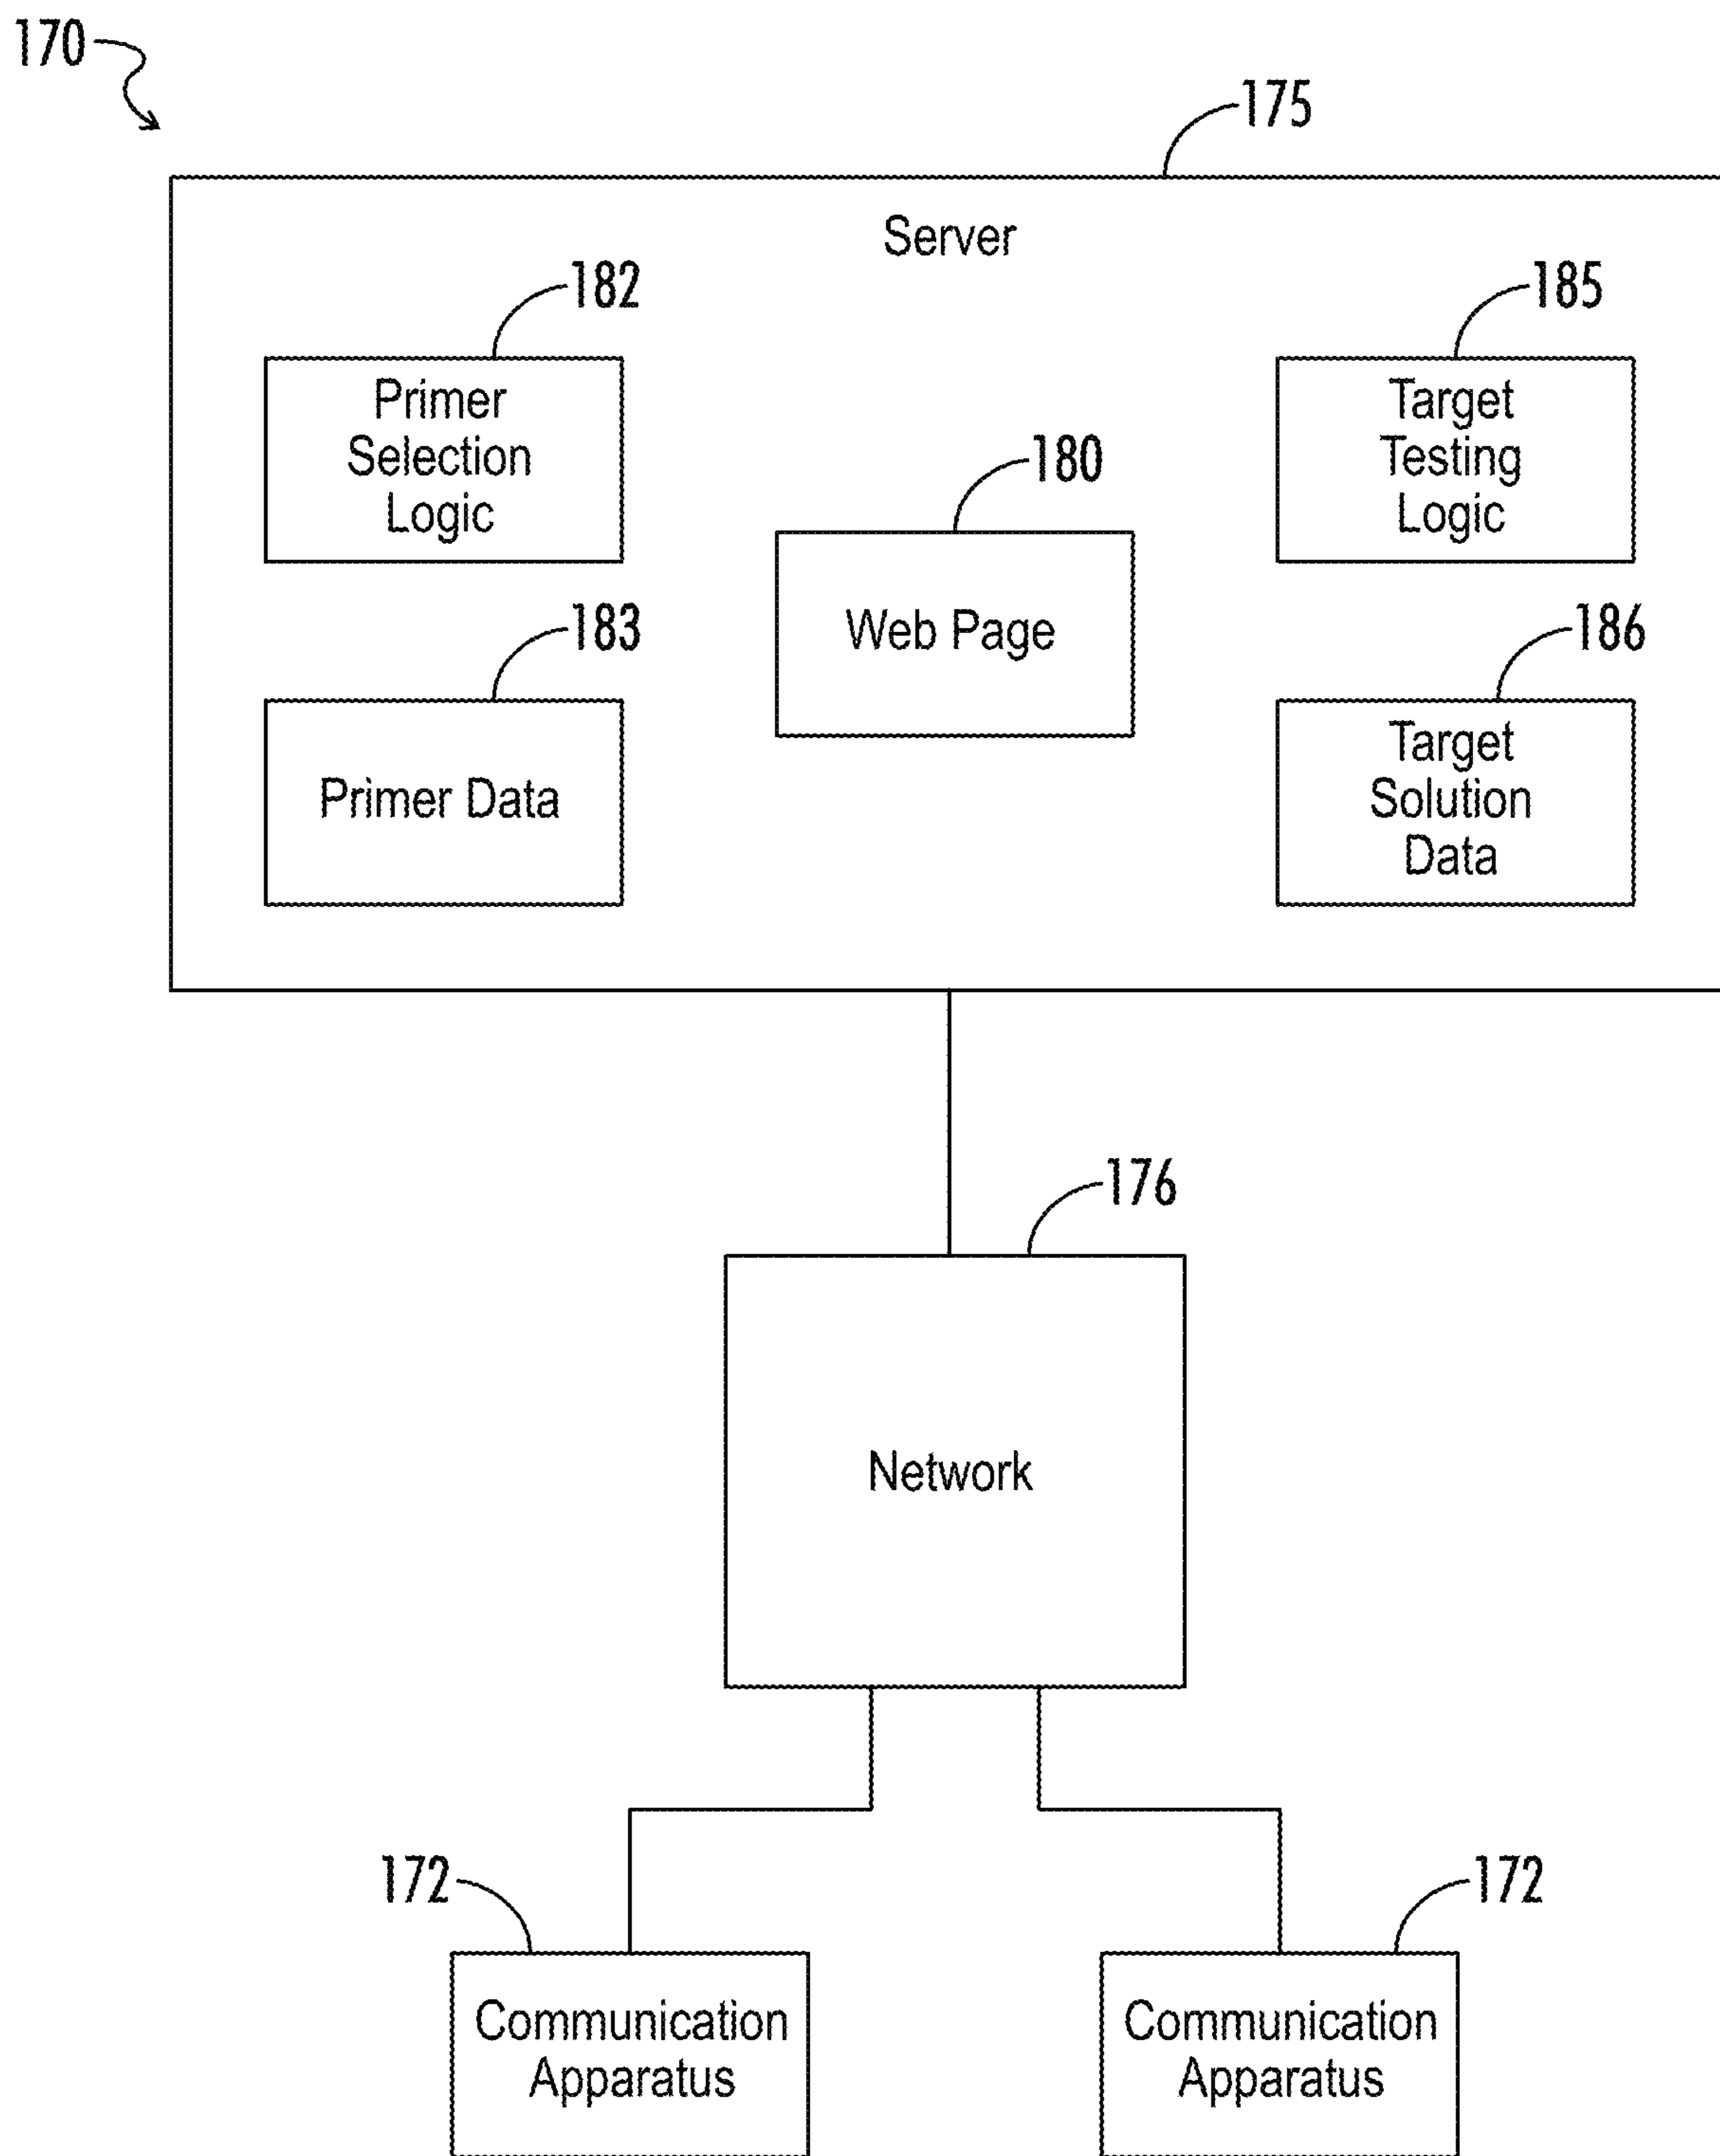 170
175
Server
182
Primer
Selection
Logic
185
Target
Testing
Logic
180
Web Page
183
Primer Data
186
Target
Solution
Data
176
Network
172
Communication
Apparatus
172
Communication
Apparatus